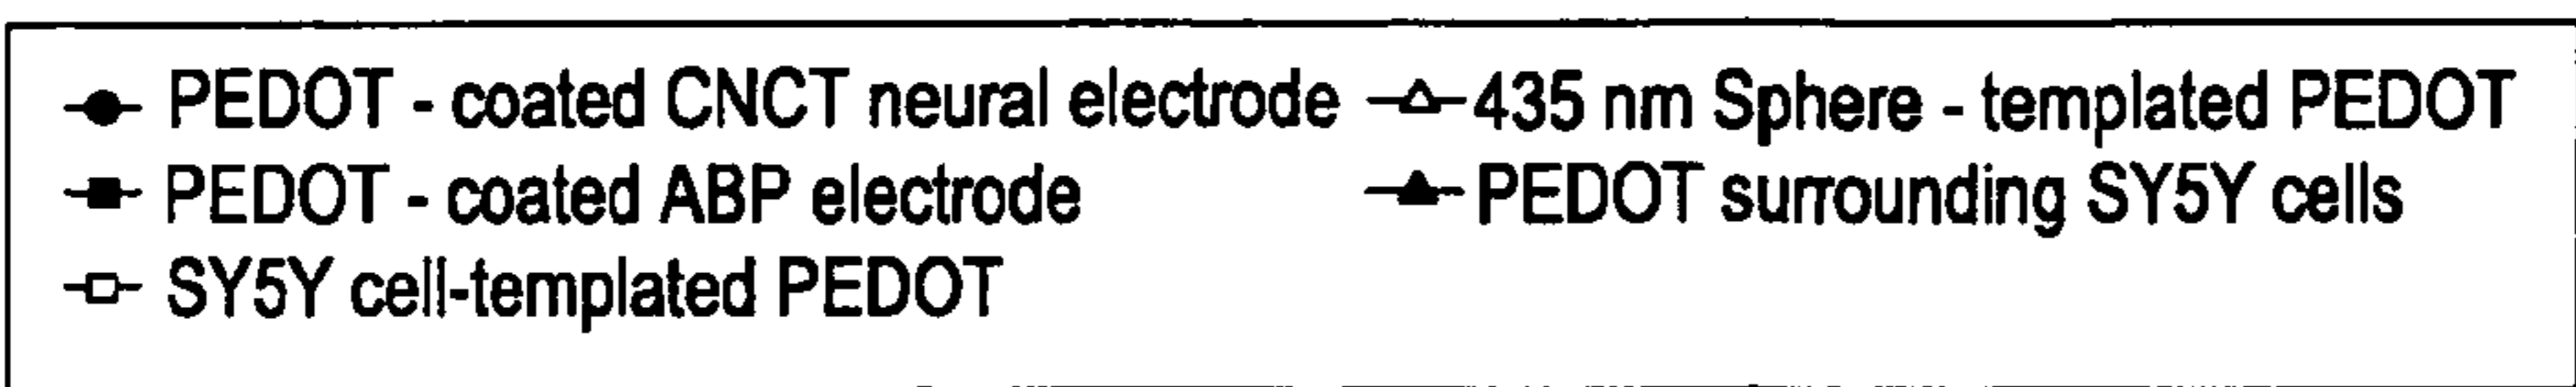 PEDOT - coated CNCT neural electrode
435 nm Sphere - templated PEDOT
PEDOT - coated ABP electrode
PEDOT surrounding SY5Y cells
SY5Y cell-templated PEDOT